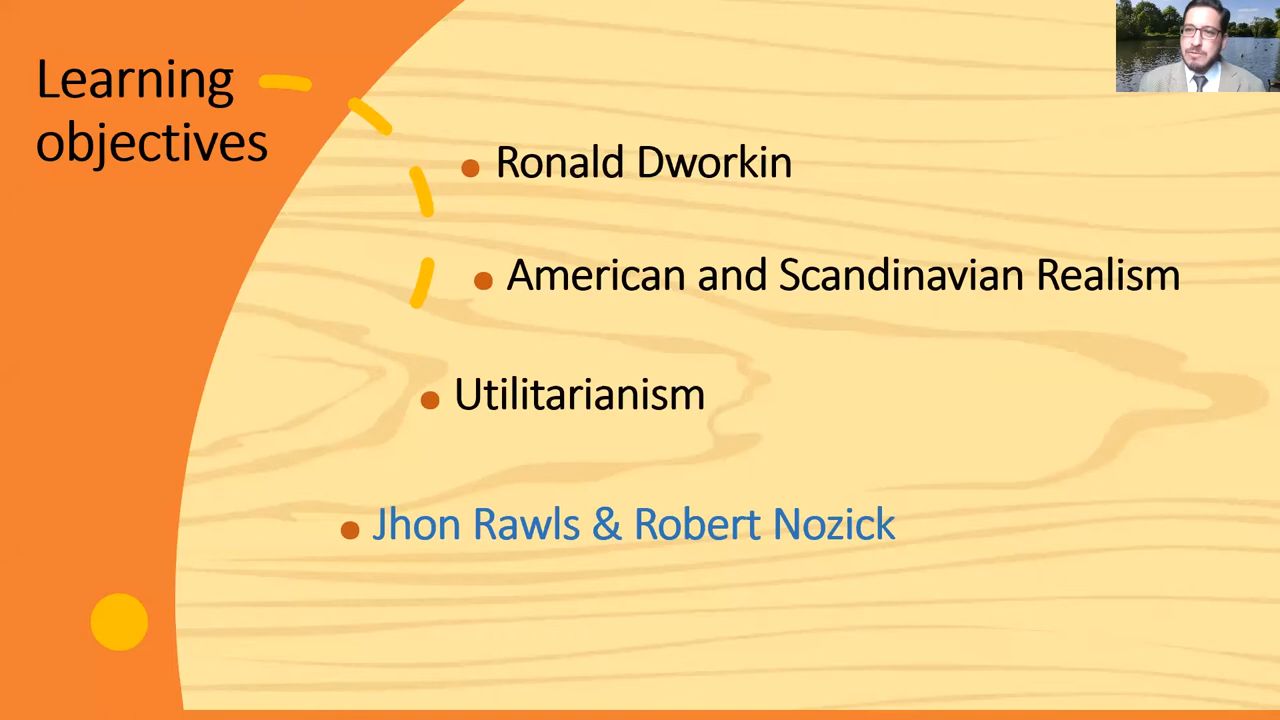 Learning
objectives
• Ronald Dworkin
• American and Scandinavian Realism
• Utilitarianism
• Jhon Rawls & Robert Nozick